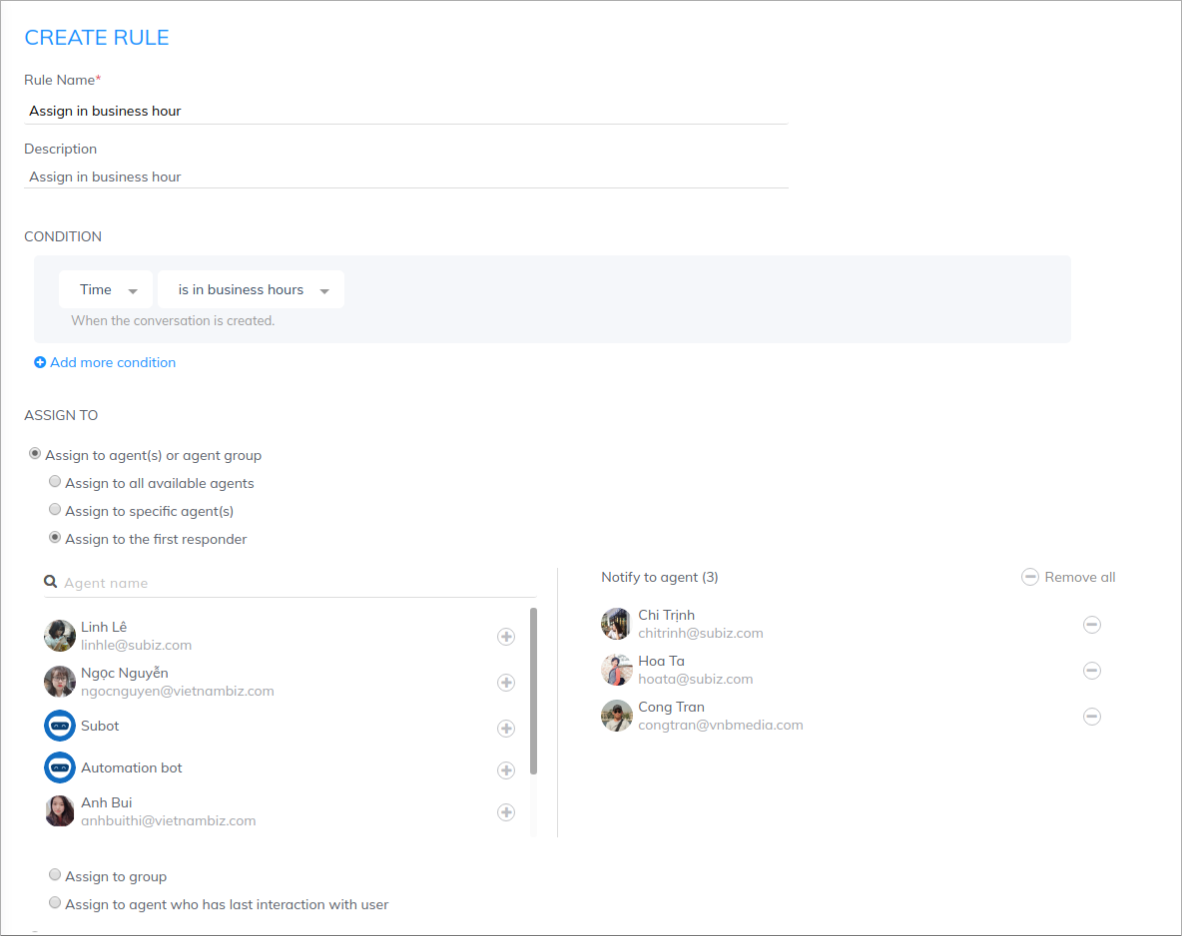 CREATE RULE
Rule Name*
Assign in business hour
Description
Assign in business hour
CONDITION
Time is in business hours
When the conversation is created.
Add more condition
ASSIGN TO
Assign to agent(s) or agent group
Assign to all available agents
Assign to specific agent(s)
Assign to the first responder
Agent name
Linh Lê
linhle@subiz.com
Ngọc Nguyễn
ngocnguyen@vietnambiz.com
Subot
Automation bot
Anh Bui
anhbuithi@vietnambiz.com
Notify to agent (3) Remove all
Chi Trịnh
chitrinh@subiz.com
Hoa Ta
hoata@subiz.com
Cong Tran
congtran@vnbmedia.com
Assign to group
Assign to agent who has last interaction with user